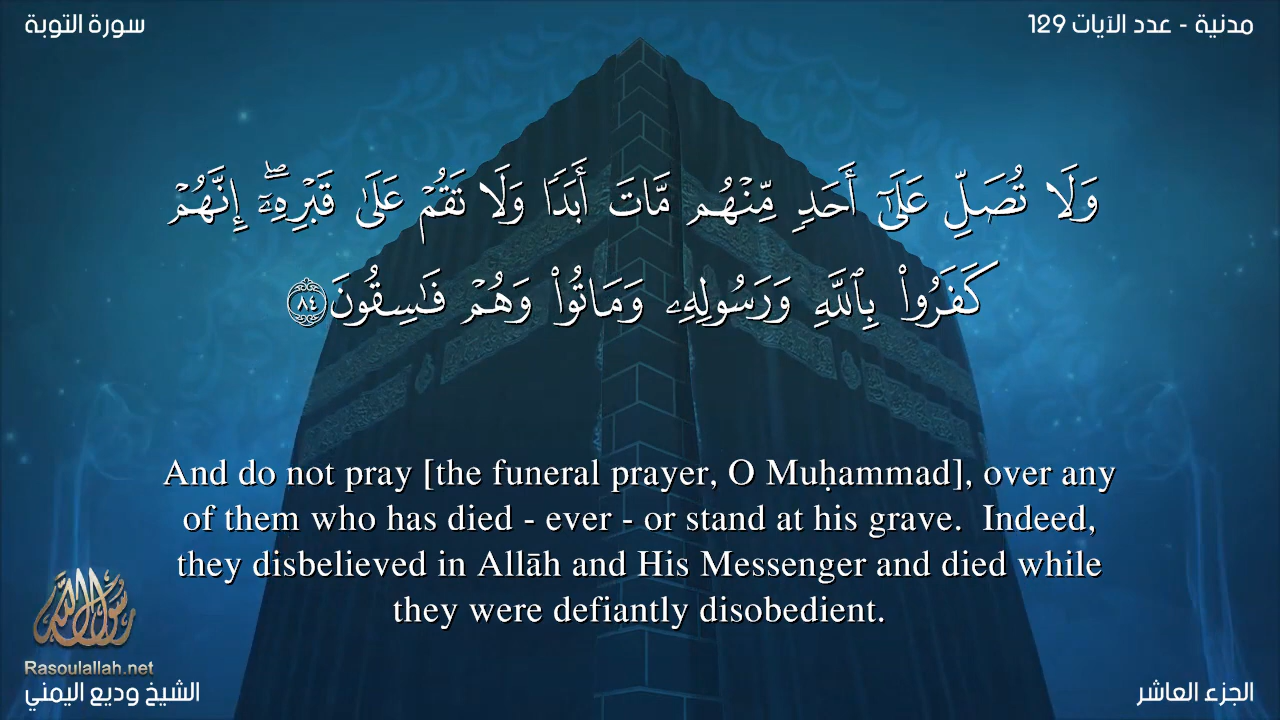 سورة التوبة
مدنية - عدد الآيات 129
وَلَا تُصَلِّ عَلَىٰٓ أَحَدٍ مِّنْهُم مَّاتَ أَبَدًا وَلَا تَقُمْ عَلَىٰ قَبْرِهِۦٓ ۖ إِنَّهُمْ
كَفَرُوا۟ بِٱللَّهِ وَرَسُولِهِۦ وَمَاتُوا۟ وَهُمْ فَـٰسِقُونَ ٨٤
And do not pray [the funeral prayer, O Muḥammad], over any
of them who has died - ever - or stand at his grave.  Indeed,
they disbelieved in Allāh and His Messenger and died while
they were defiantly disobedient.
رسول الله
Rasoulallah.net
الشيخ وديع اليمني
الجزء العاشر